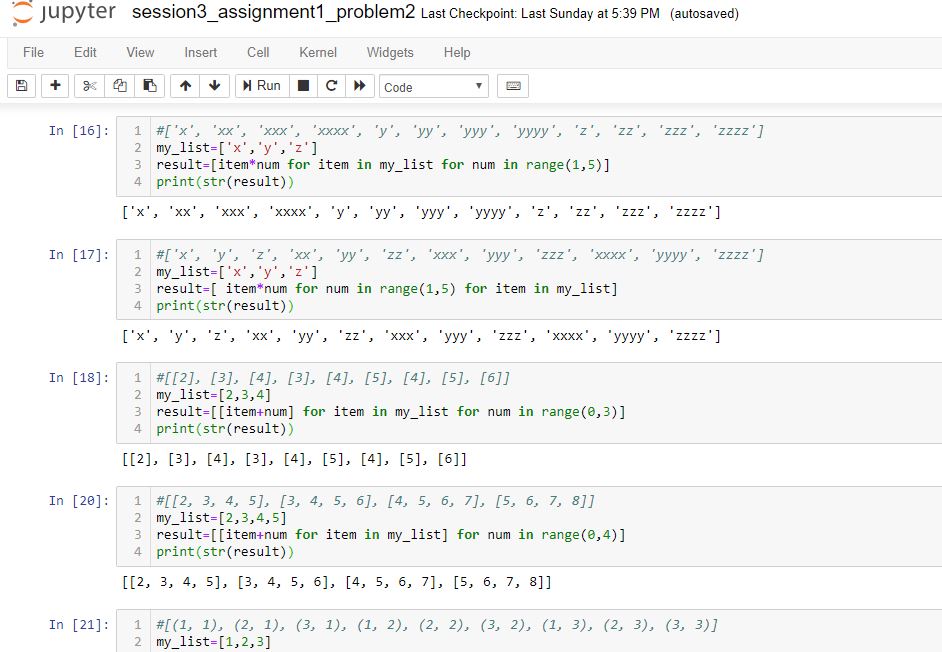 jupyter session3_assignment1_problem2 Last Checkpoint: Last Sunday at 5:39 PM (autosaved)
File Edit View Insert Cell Kernel Widgets Help
Run Code
In [16]: 1 #['x', 'xx', 'xxx', 'xxxx', 'y', 'yy', 'yyy', 'yyyy', 'z', 'zz', 'zzz', 'zzzz']
2 my_list=['x','y','z']
3 result=[item*num for item in my_list for num in range(1,5)]
4 print(str(result))
['x', 'xx', 'xxx', 'xxxx', 'y', 'yy', 'yyy', 'yyyy', 'z', 'zz', 'zzz', 'zzzz']
In [17]: 1 #['x', 'y', 'z', 'xx', 'yy', 'zz', 'xxx', 'yyy', 'zzz', 'xxxx', 'yyyy', 'zzzz']
2 my_list=['x','y','z']
3 result=[ item*num for num in range(1,5) for item in my_list]
4 print(str(result))
['x', 'y', 'z', 'xx', 'yy', 'zz', 'xxx', 'yyy', 'zzz', 'xxxx', 'yyyy', 'zzzz']
In [18]: 1 #[[2], [3], [4], [3], [4], [5], [4], [5], [6]]
2 my_list=[2,3,4]
3 result=[[item+num] for item in my_list for num in range(0,3)]
4 print(str(result))
[[2], [3], [4], [3], [4], [5], [4], [5], [6]]
In [20]: 1 #[[2, 3, 4, 5], [3, 4, 5, 6], [4, 5, 6, 7], [5, 6, 7, 8]]
2 my_list=[2,3,4,5]
3 result=[[item+num for item in my_list] for num in range(0,4)]
4 print(str(result))
[[2, 3, 4, 5], [3, 4, 5, 6], [4, 5, 6, 7], [5, 6, 7, 8]]
In [21]: 1 #[(1, 1), (2, 1), (3, 1), (1, 2), (2, 2), (3, 2), (1, 3), (2, 3), (3, 3)]
2 my_list=[1,2,3]